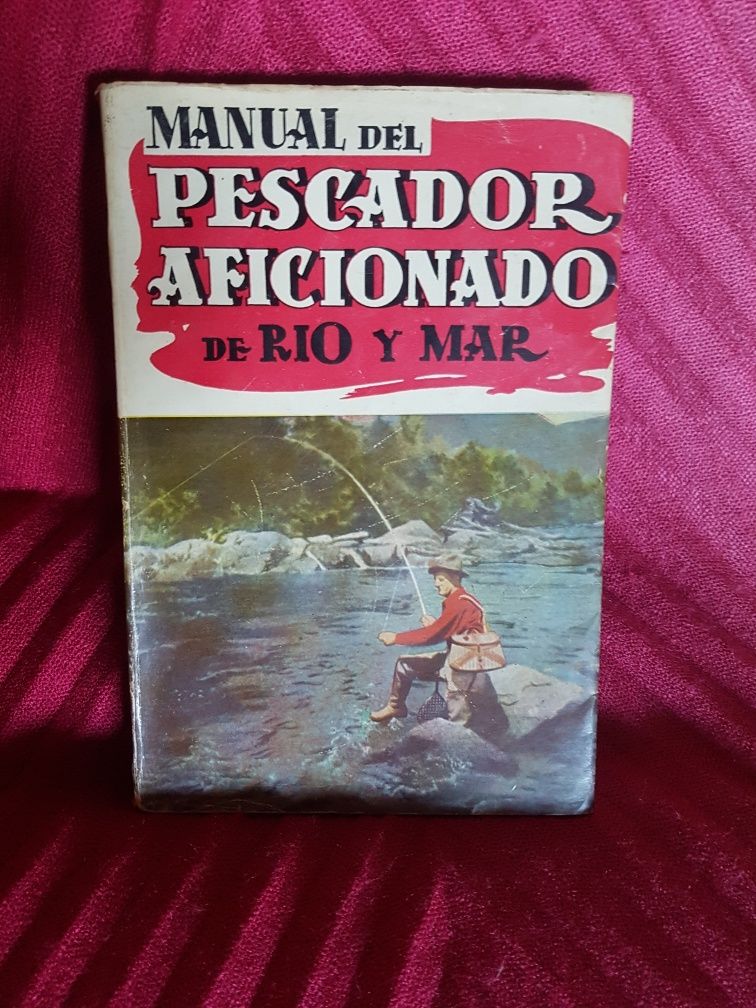 MANUAL DEL
PESCADOR
AFICIONADO
DE RIO Y MAR